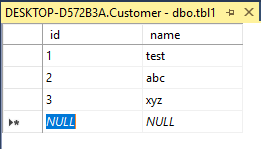 DESKTOP-D572B3A.Customer - dbo.tbl1
id name
1 test
2 abc
3 xyz
NULL NULL